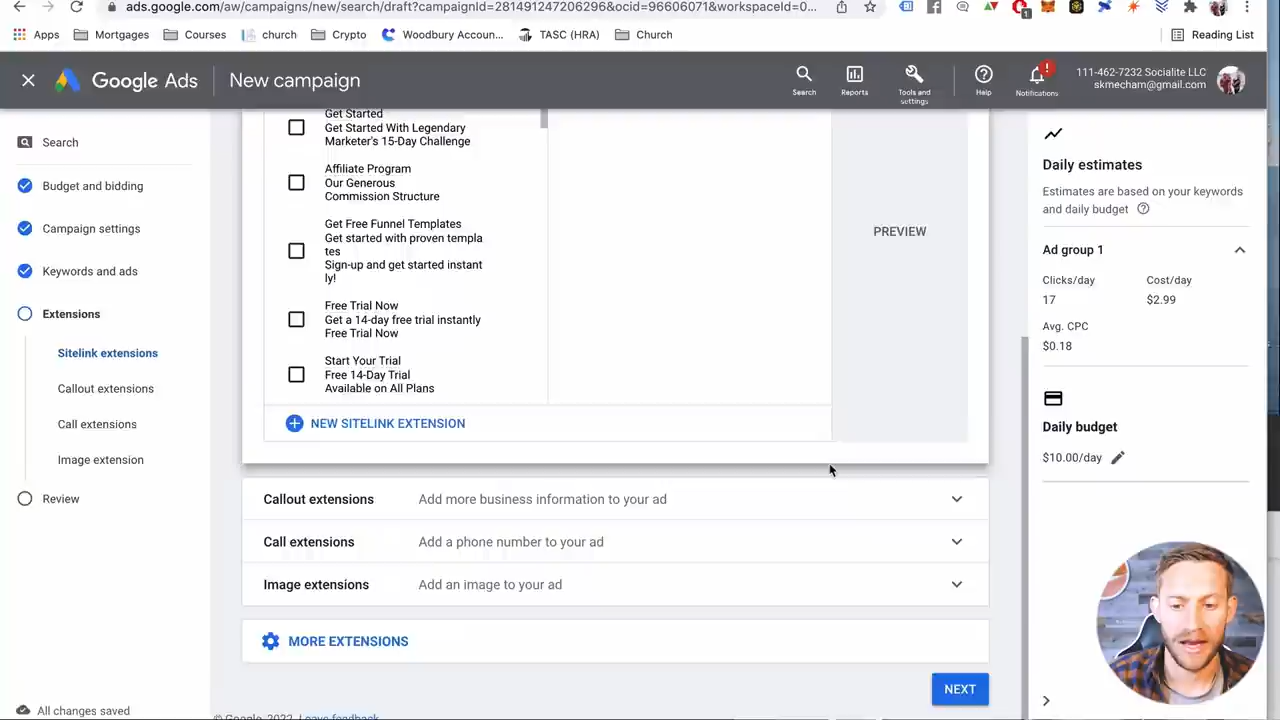 ads.google.com/aw/campaigns/new/search/draft?campaignId=281491247206296&ocid=96606071&workspaceId=0...
1
Apps
Mortgages
Courses
church
Crypto
Woodbury Accoun...
TASC (HRA)
Church
Reading List
Google Ads
New campaign
Search
Reports
Tools and
settings
Help
Notifications
111-462-7232 Socialite LLC
skmecham@gmail.com
Search
Budget and bidding
Campaign settings
Keywords and ads
Extensions
Sitelink extensions
Callout extensions
Call extensions
Image extension
Review
All changes saved
Get Started
Get Started With Legendary
Marketer's 15-Day Challenge
Affiliate Program
Our Generous
Commission Structure
Get Free Funnel Templates
Get started with proven templa
tes
Sign-up and get started instant
ly!
Free Trial Now
Get a 14-day free trial instantly
Free Trial Now
Start Your Trial
Free 14-Day Trial
Available on All Plans
NEW SITELINK EXTENSION
PREVIEW
Callout extensions
Add more business information to your ad
Call extensions
Add a phone number to your ad
Image extensions
Add an image to your ad
MORE EXTENSIONS
NEXT
© Google, 2022. Leave feedback
Daily estimates
Estimates are based on your keywords
and daily budget
Ad group 1
Clicks/day
Cost/day
17
$2.99
Avg. CPC
$0.18
Daily budget
$10.00/day